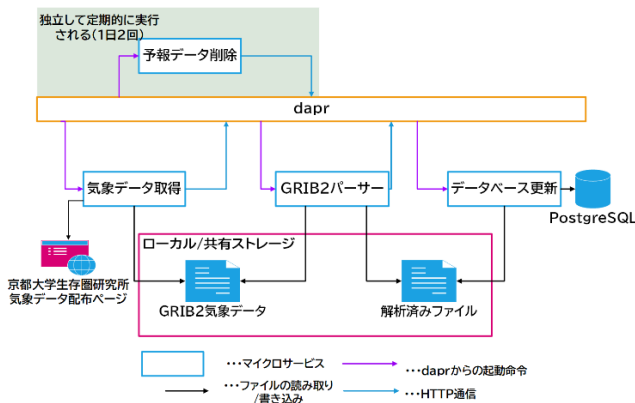 独立して定期的に実行
される(1日2回)
予報データ削除
dapr
気象データ取得
GRIB2パーサー
データベース更新
PostgreSQL
ローカル/共有ストレージ
京都大学生存圏研究所
気象データ配布ページ
GRIB2気象データ
解析済みファイル
・・・マイクロサービス
・・・daprからの起動命令
・・・ファイルの読み取り
/書き込み
・・・HTTP通信